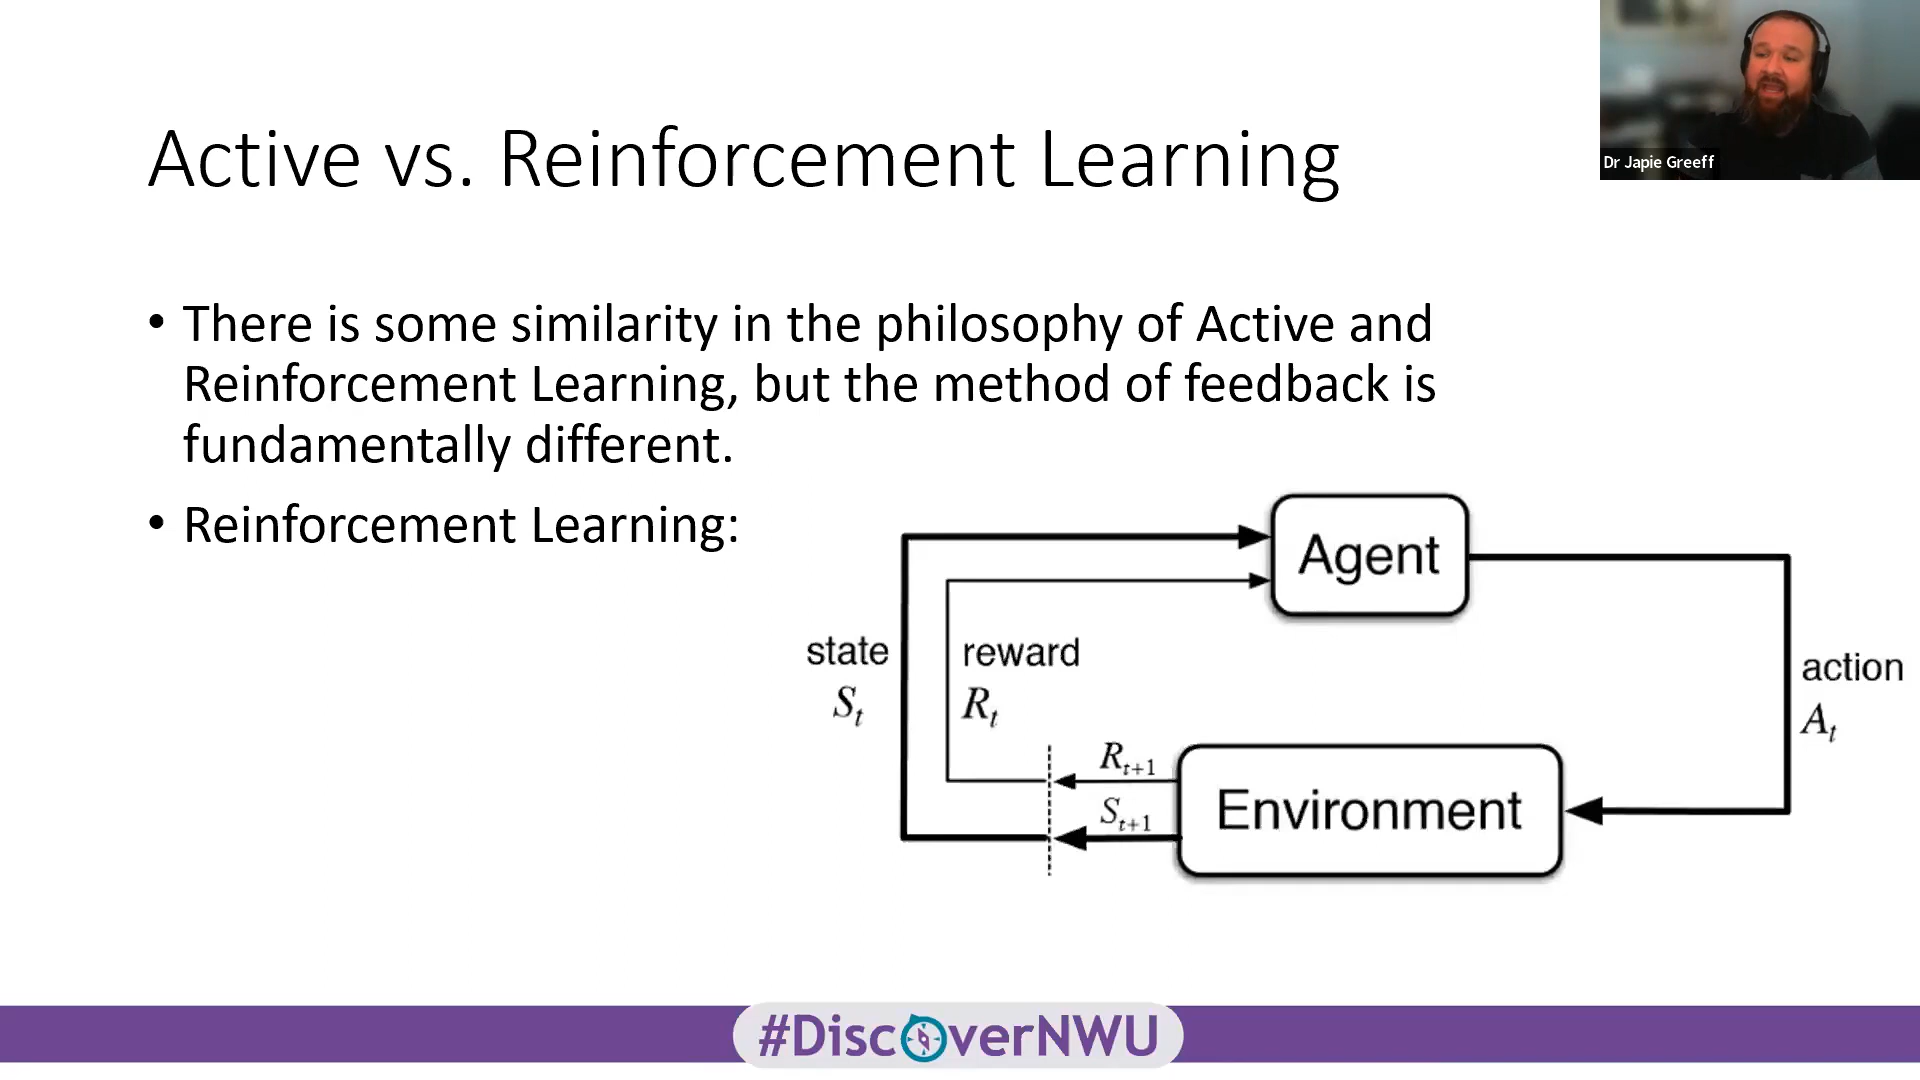 Dr Japie Greeff
Active vs. Reinforcement Learning
• There is some similarity in the philosophy of Active and
Reinforcement Learning, but the method of feedback is
fundamentally different.
• Reinforcement Learning:
Agent
state
S_t
reward
R_t
action
A_t
R_{t+1}
S_{t+1}
Environment
#DiscoverNWU